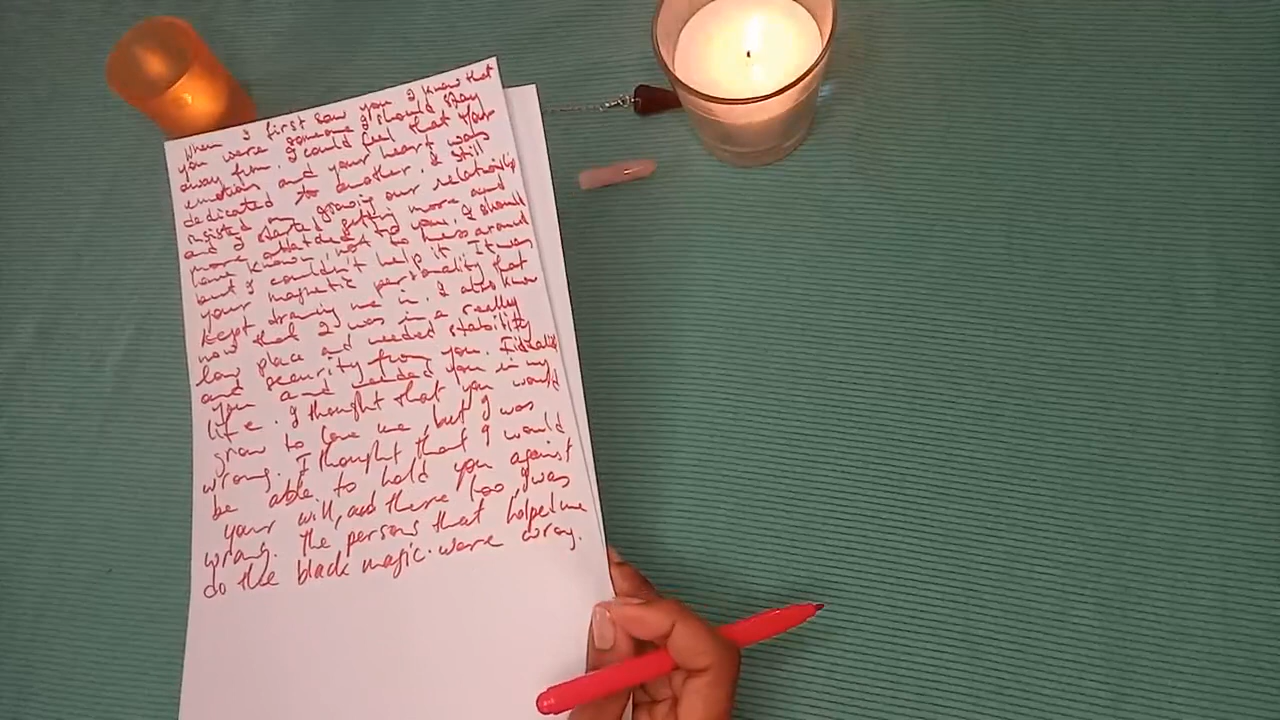 When I first saw you I knew that
you were someone I should stay
away from. I could feel that your
emotion and your heart was
dedicated to another. I still
insisted on growing our relationship
and I started getting more and
more attatched to you. I should
have known not to mess around
but I couldn't help it. It was
your magnetic personality that
kept drawing me in. I also know
now that I was in a really
low place and needed stability
and security from you. I idealis
you and needed you in my
life. I thought that you would
grow to love me, but I was
wrong. I thought that I would
be able to hold you against
your will, and there too, I was
wrong. The persons that helped me
do the black magic were wrong.